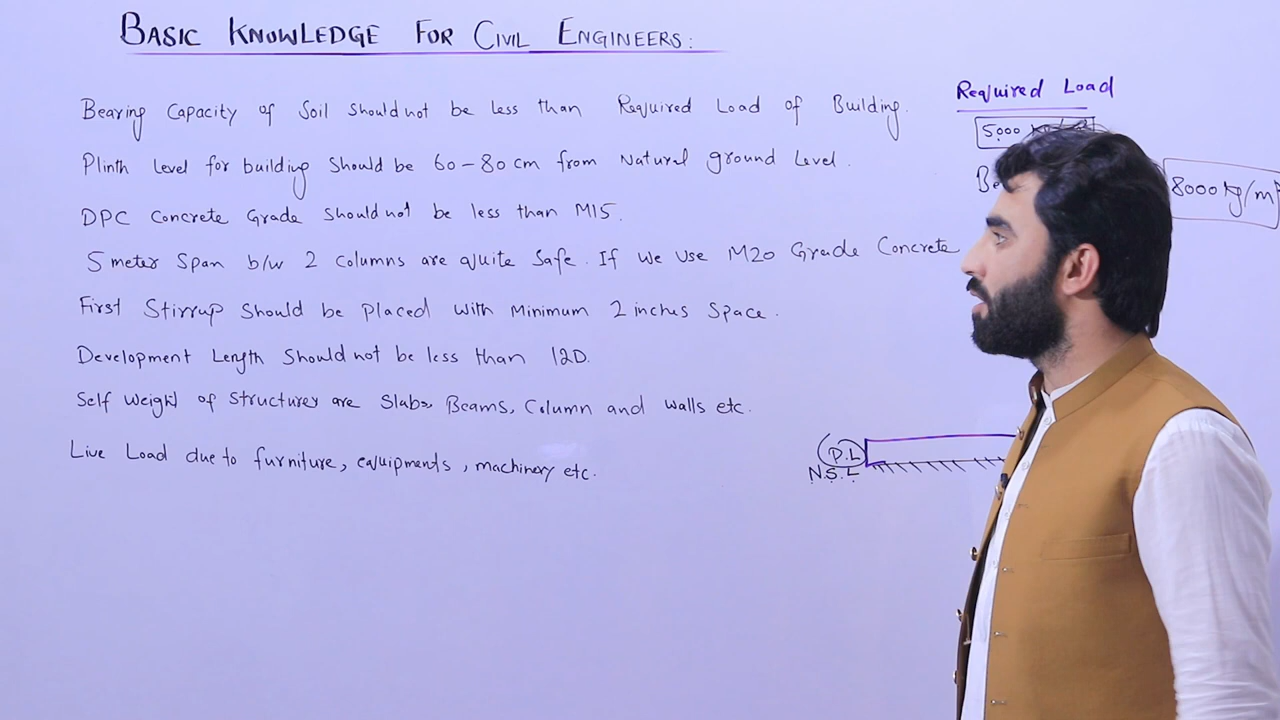 BASIC KNOWLEDGE FOR CIVIL ENGINEERS:
Bearing Capacity of Soil Should not be less than Required Load of Building.
Plinth level for building Should be 60-80 cm from Natural ground Level.
DPC Concrete Grade Should not be less than M15.
5 meter Span b/w 2 columns are quite Safe. If We Use M20 Grade Concrete
First Stirrup Should be placed with Minimum 2 inches Space.
Development Length Should not be less than 12D.
Self Weight of Structures are Slabs, Beams, Column and walls etc.
Live Load due to furniture, equipments, machinery etc.
Required Load
5000
8000 kg/m
P.L
N.S.L